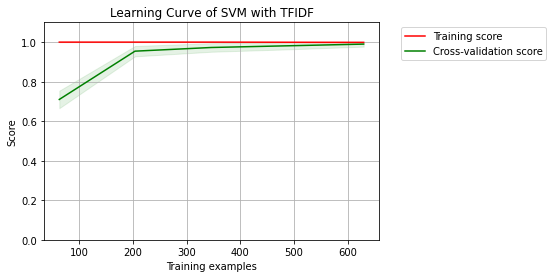 Learning Curve of SVM with TFIDF
Training score
Cross-validation score
Score
1.0
0.8
0.6
0.4
0.2
0.0
100 200 300 400 500 600
Training examples